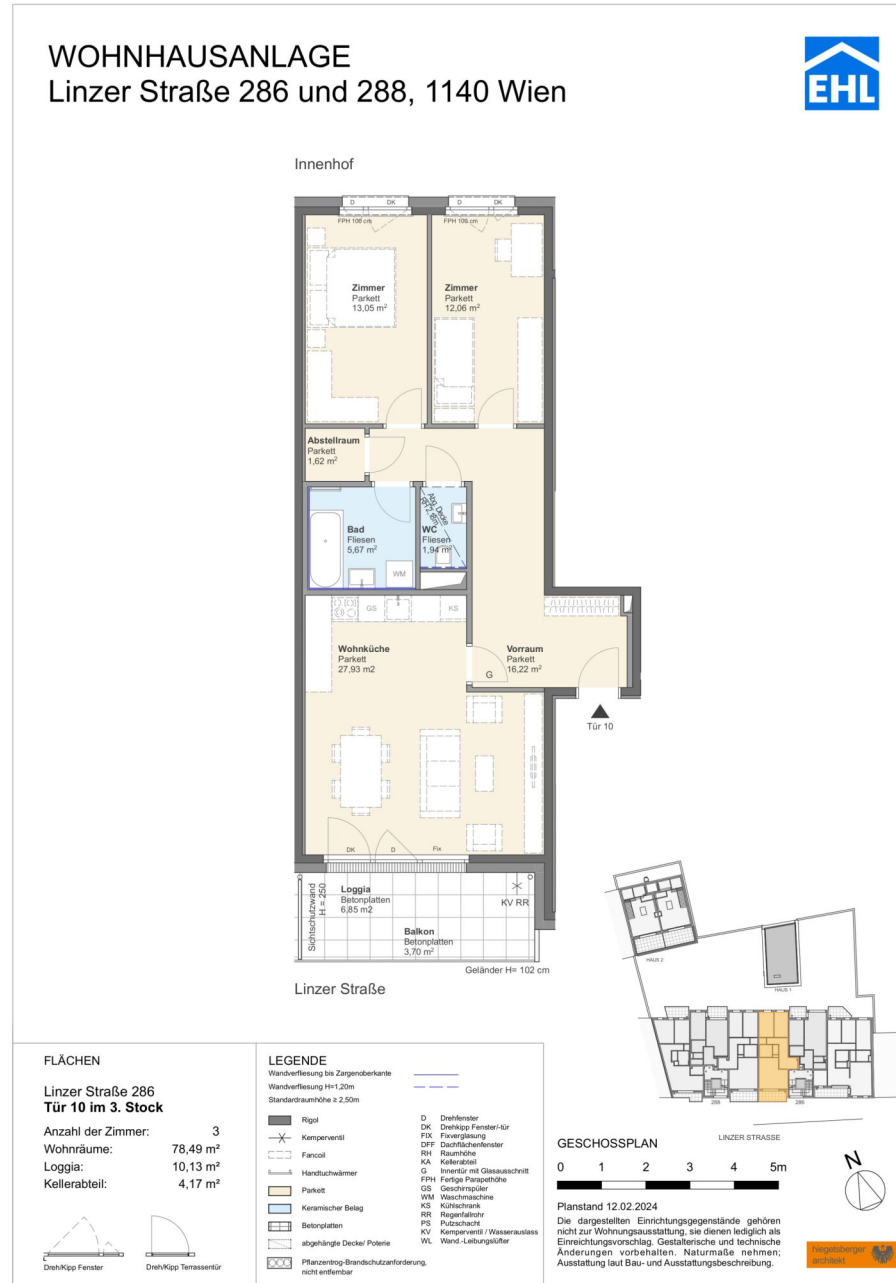 WOHNHAUSANLAGE
Linzer Straße 286 und 288, 1140 Wien
EHL
Innenhof
D DK
D DK
FPH 100 cm
FPH 100 cm
Zimmer
Parkett
13,05 m²
Zimmer
Parkett
12,06 m²
Abstellraum
Parkett
1,62 m²
Abg. Decke
Bad
Fliesen
5,67 m²
WC
Fliesen
1,94 m²
WM
GS
KS
Wohnküche
Parkett
27,93 m2
Vorraum
Parkett
16,22 m²
G
Tür 10
DK D Fix
Sichtschutzwand
H = 250
Loggia
Betonplatten
6,85 m2
KV RR
Balkon
Betonplatten
3,70 m²
Geländer H= 102 cm
Linzer Straße
HAUS 2
HAUS 1
288
286
LINZER STRASSE
FLÄCHEN
Linzer Straße 286
Tür 10 im 3. Stock
Anzahl der Zimmer: 3
Wohnräume: 78,49 m²
Loggia: 10,13 m²
Kellerabteil: 4,17 m²
Dreh/Kipp Fenster
Dreh/Kipp Terrassentür
LEGENDE
Wandverfliesung bis Zargenoberkante
Wandverfliesung H=1,20m
Standardraumhöhe ≥ 2,50m
Rigol
Kemperventil
Fancoil
Handtuchwärmer
Parkett
Keramischer Belag
Betonplatten
abgehängte Decke/ Poterie
Pflanzentrog-Brandschutzanforderung,
nicht entfernbar
D Drehfenster
DK Drehkipp Fenster/-tür
FIX Fixverglasung
DFF Dachflächenfenster
RH Raumhöhe
KA Kellerabteil
G Innentür mit Glasausschnitt
FPH Fertige Parapethöhe
GS Geschirrspüler
WM Waschmaschine
KS Kühlschrank
RR Regenfallrohr
PS Putzschacht
KV Kemperventil / Wasserauslass
WL Wand-/Leibungslüfter
GESCHOSSPLAN
0 1 2 3 4 5m
N
Planstand 12.02.2024
Die dargestellten Einrichtungsgegenstände gehören
nicht zur Wohnungsausstattung, sie dienen lediglich als
Einrichtungsvorschlag. Gestalterische und technische
Änderungen vorbehalten. Naturmaße nehmen;
Ausstattung laut Bau- und Ausstattungsbeschreibung.
hiegelsberger
architekt